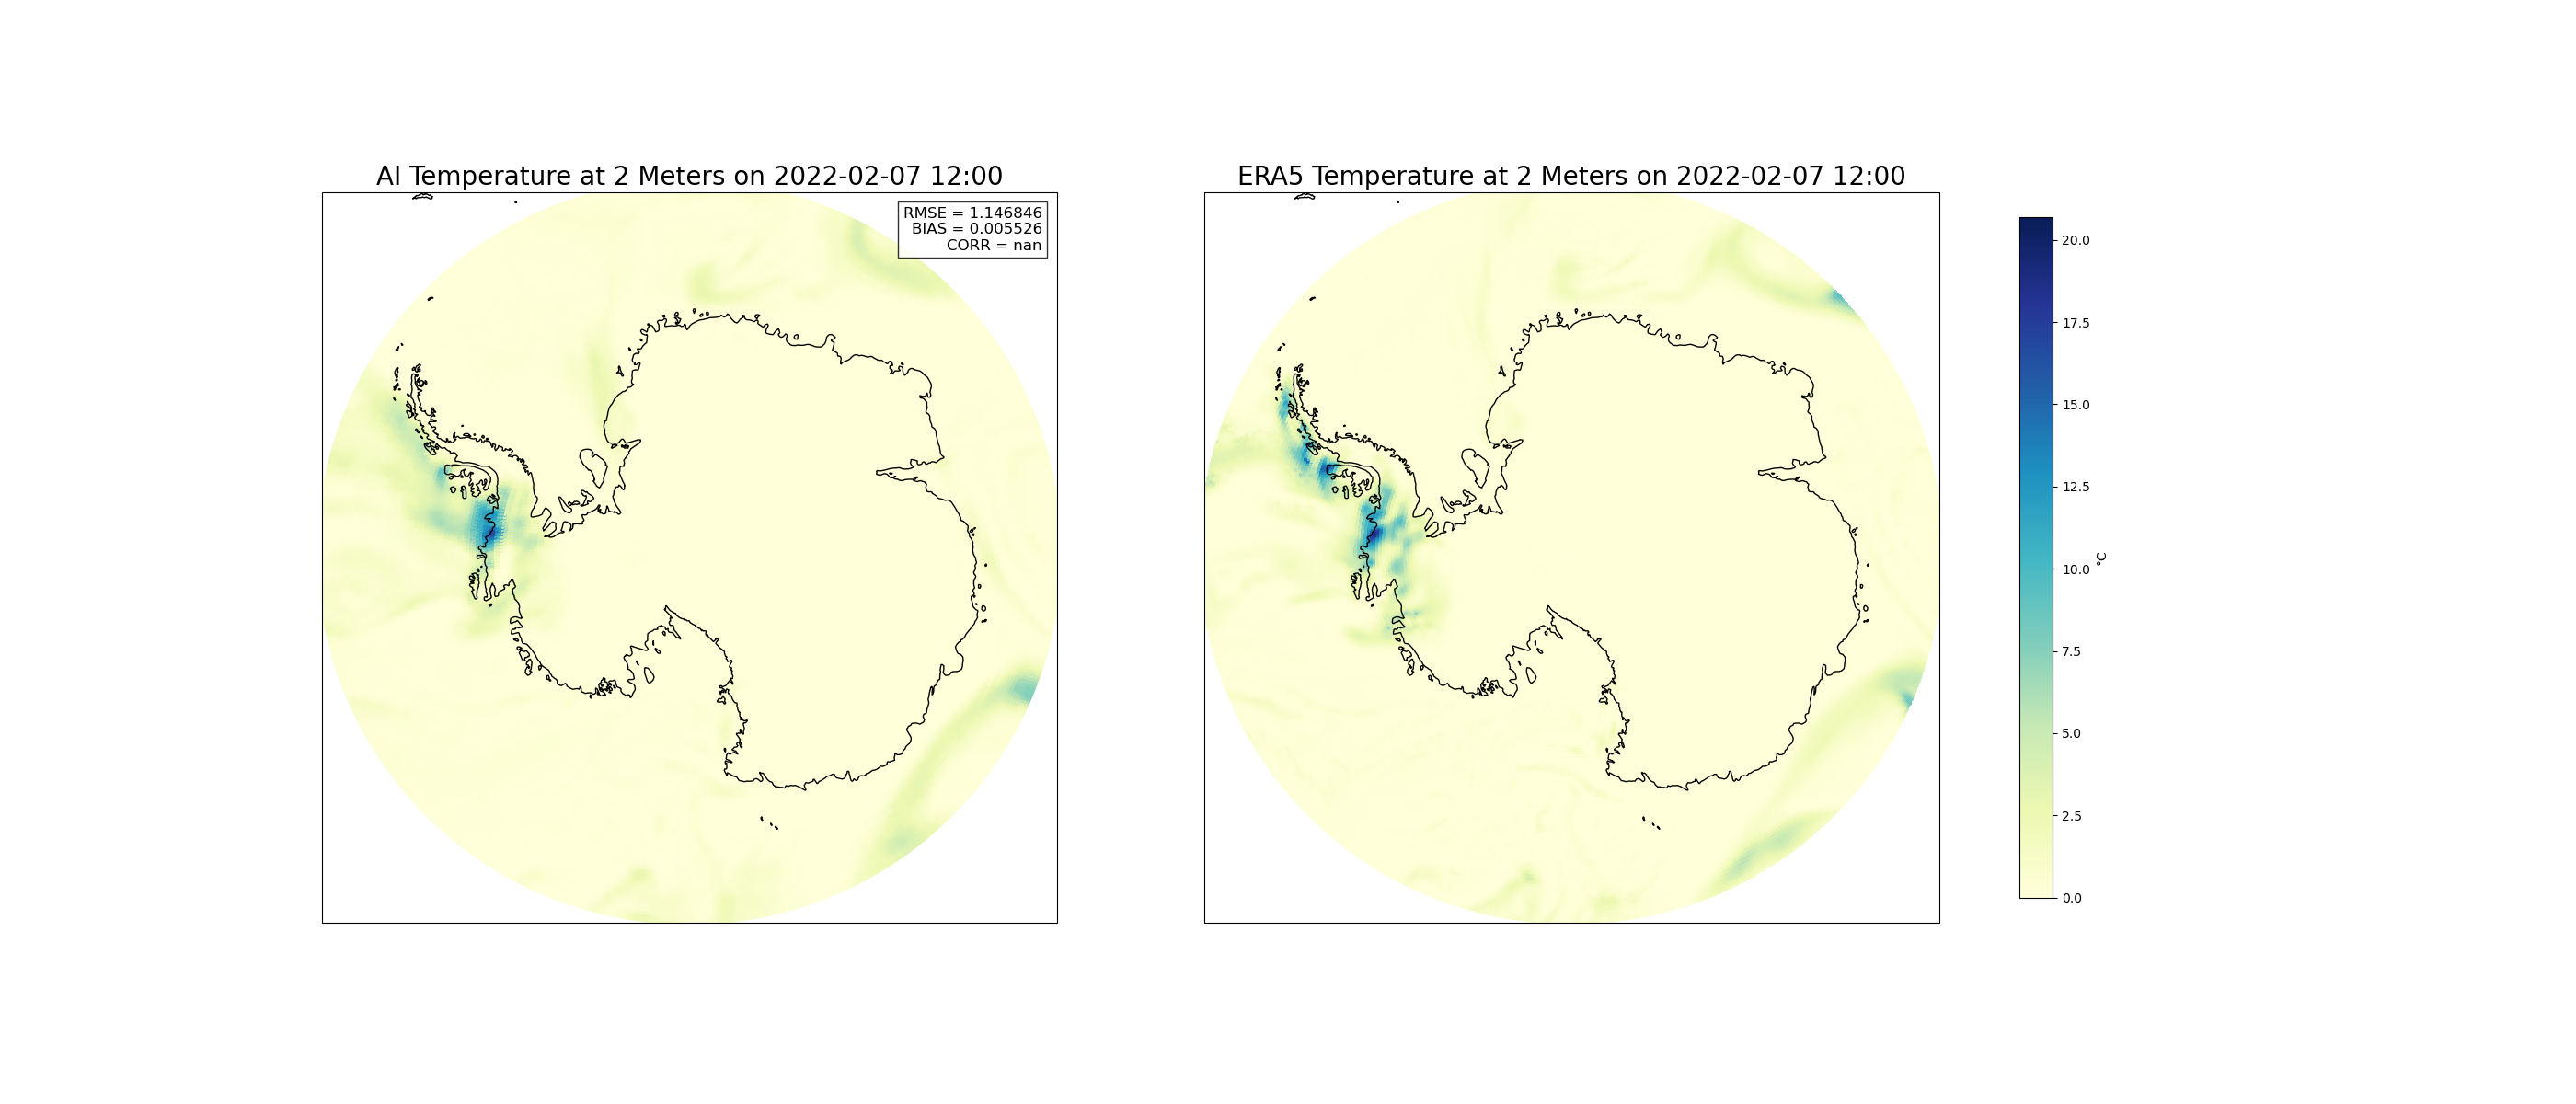 AI Temperature at 2 Meters on 2022-02-07 12:00
RMSE = 1.146846
BIAS = 0.005526
CORR = nan
ERA5 Temperature at 2 Meters on 2022-02-07 12:00
20.0
17.5
15.0
12.5
10.0
7.5
5.0
2.5
0.0
°C